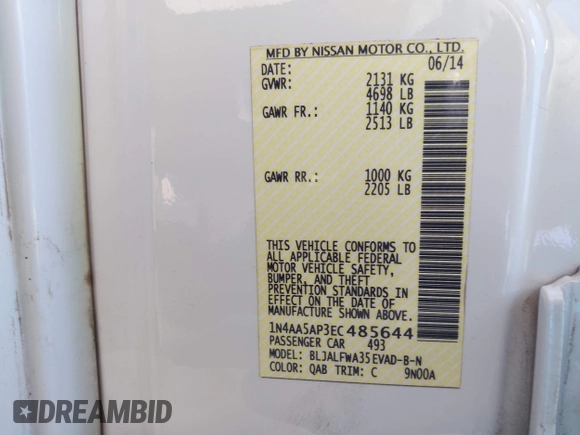 MFD BY NISSAN MOTOR CO., LTD.
DATE: 06/14
GVWR: 2131 KG
4698 LB
GAWR FR.: 1140 KG
2513 LB
GAWR RR.: 1000 KG
2205 LB
THIS VEHICLE CONFORMS TO
ALL APPLICABLE FEDERAL
MOTOR VEHICLE SAFETY,
BUMPER, AND THEFT
PREVENTION STANDARDS IN
EFFECT ON THE DATE OF
MANUFACTURE SHOWN ABOVE.
1N4AA5AP3EC485644
PASSENGER CAR 493
MODEL: BLJALFWA35EVAD-B-N
COLOR: QAB TRIM: C 9N00A
DREAMBID